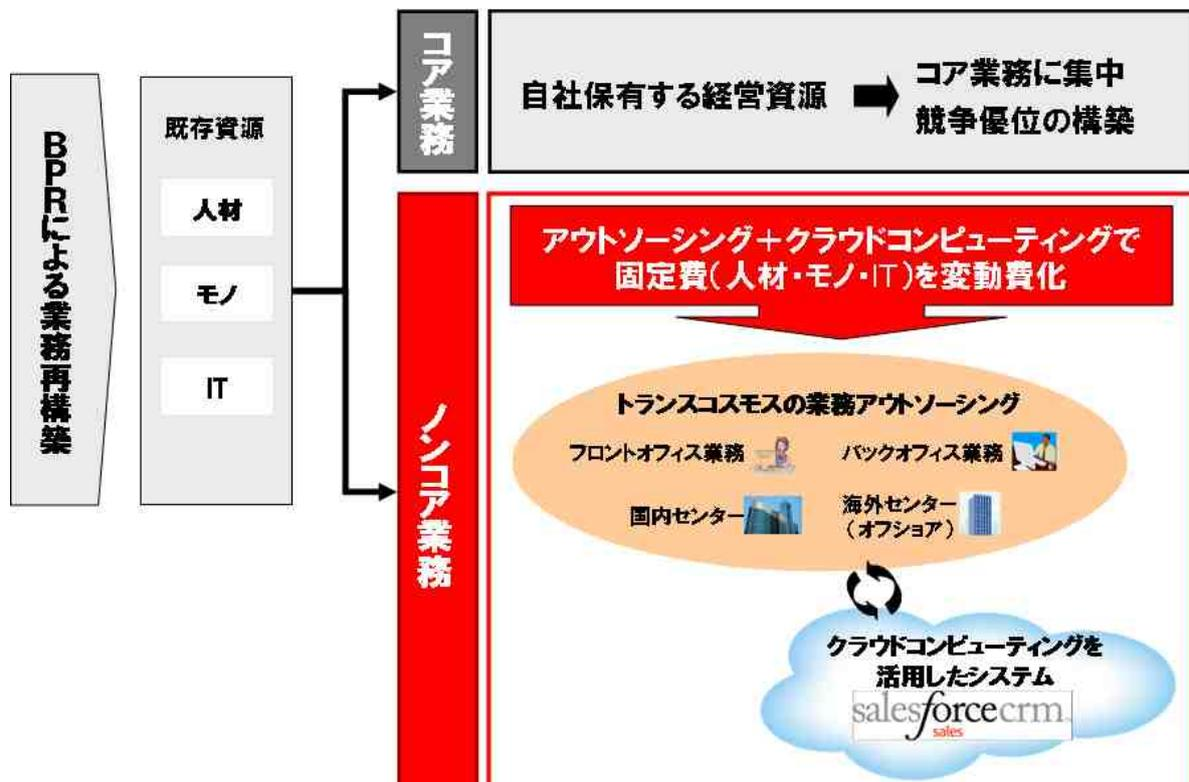 BPRによる業務再構築
既存資源
人材
モノ
IT
コア業務
自社保有する経営資源
コア業務に集中
競争優位の構築
ノンコア業務
アウトソーシング＋クラウドコンピューティングで
固定費(人材・モノ・IT)を変動費化
トランスコスモスの業務アウトソーシング
フロントオフィス業務
バックオフィス業務
国内センター
海外センター
(オフショア)
クラウドコンピューティングを
活用したシステム
salesforcecrm
sales